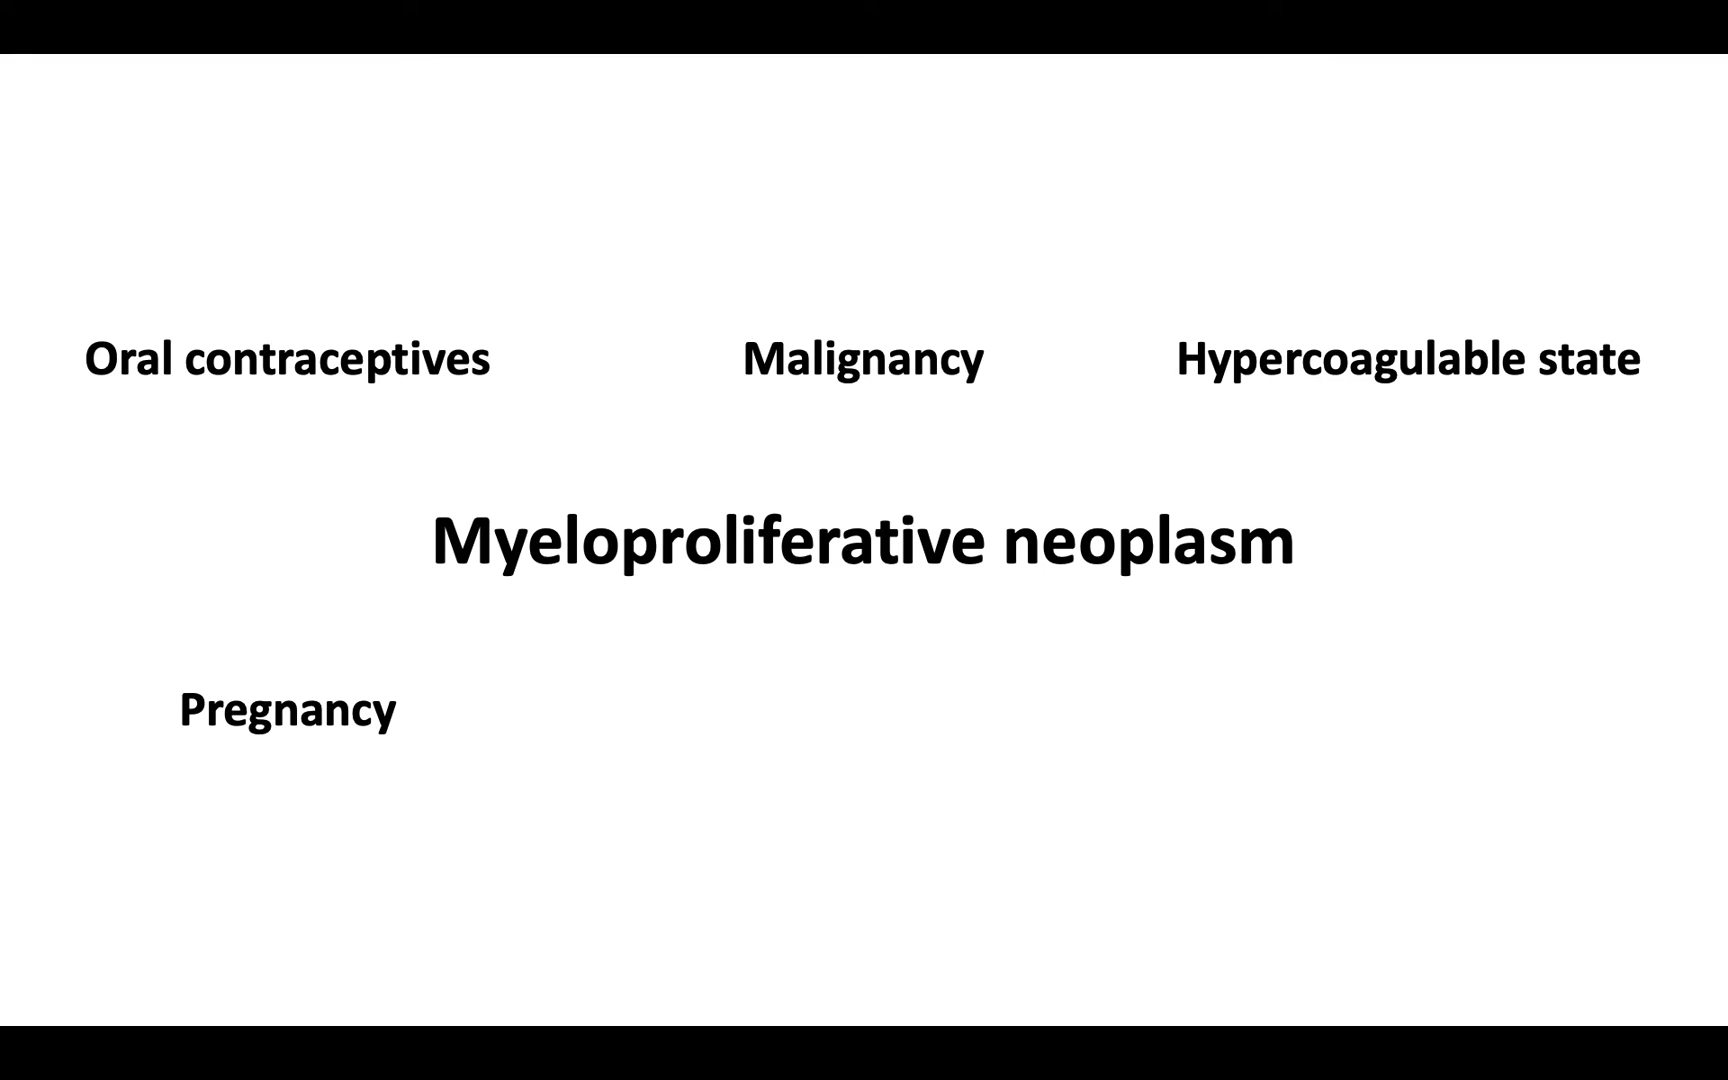 Oral contraceptives
Malignancy
Hypercoagulable state
Myeloproliferative neoplasm
Pregnancy